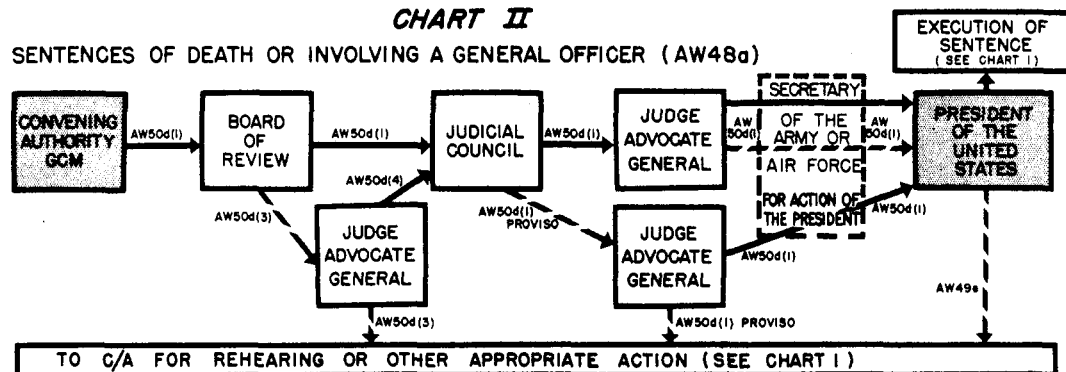 CHART II
SENTENCES OF DEATH OR INVOLVING A GENERAL OFFICER (AW48a)
EXECUTION OF
SENTENCE
(SEE CHART I)
CONVENING
AUTHORITY
GCM
AW50d(1)
BOARD
OF
REVIEW
AW50d(1)
JUDICIAL
COUNCIL
AW50d(1)
JUDGE
ADVOCATE
GENERAL
AW
50d(1)
SECRETARY
OF THE
ARMY OR
AIR FORCE
FOR ACTION OF
THE PRESIDENT
AW
50d(1)
PRESIDENT
OF THE
UNITED
STATES
AW50d(3)
AW50d(4)
JUDGE
ADVOCATE
GENERAL
AW50d(1)
PROVISO
JUDGE
ADVOCATE
GENERAL
AW50d(1)
AW50d(1)
AW49e
AW50d(3)
AW50d(1) PROVISO
TO C/A FOR REHEARING OR OTHER APPROPRIATE ACTION (SEE CHART I)